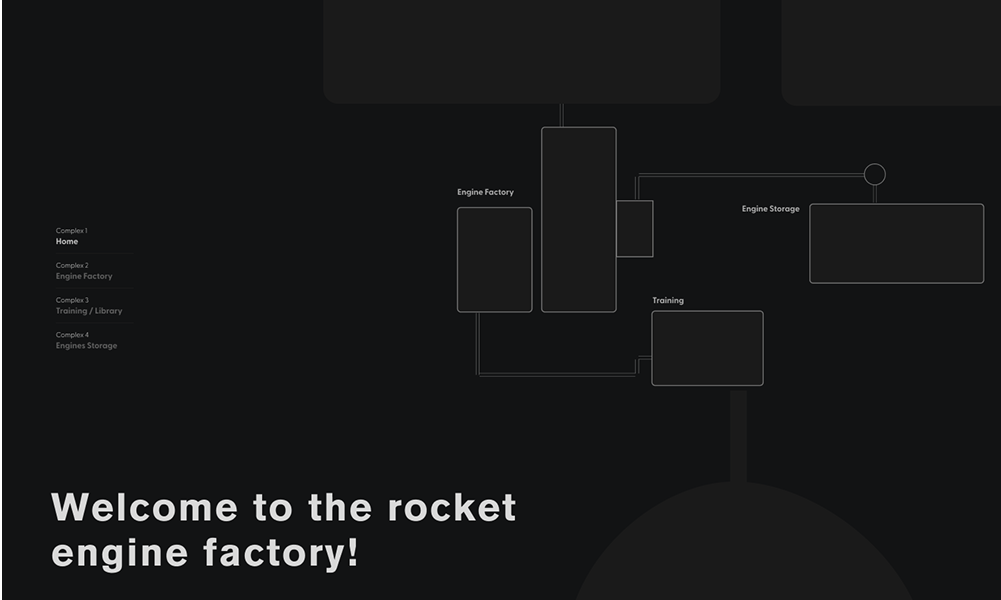 Engine Factory
Engine Storage
Complex 1
Home
Complex 2
Engine Factory
Complex 3
Training / Library
Complex 4
Engines Storage
Training
Welcome to the rocket
engine factory!